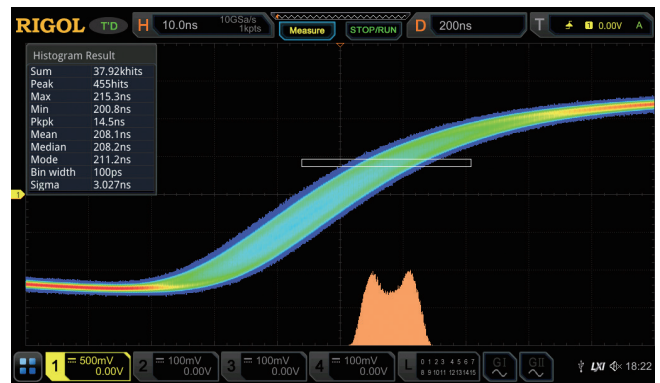 RIGOL T'D H 10.0ns 10GSa/s 1kpts Measure STOP/RUN D 200ns T 1 0.00V A
Histogram Result
Sum 37.92khits
Peak 455hits
Max 215.3ns
Min 200.8ns
Pkpk 14.5ns
Mean 208.1ns
Median 208.2ns
Mode 211.2ns
Bin width 100ps
Sigma 3.027ns
1
1 500mV 0.00V 2 100mV 0.00V 3 100mV 0.00V 4 100mV 0.00V L 0 1 2 3 4 5 6 7 8 9 10 11 12 13 14 15 GI GII LXI 18:22